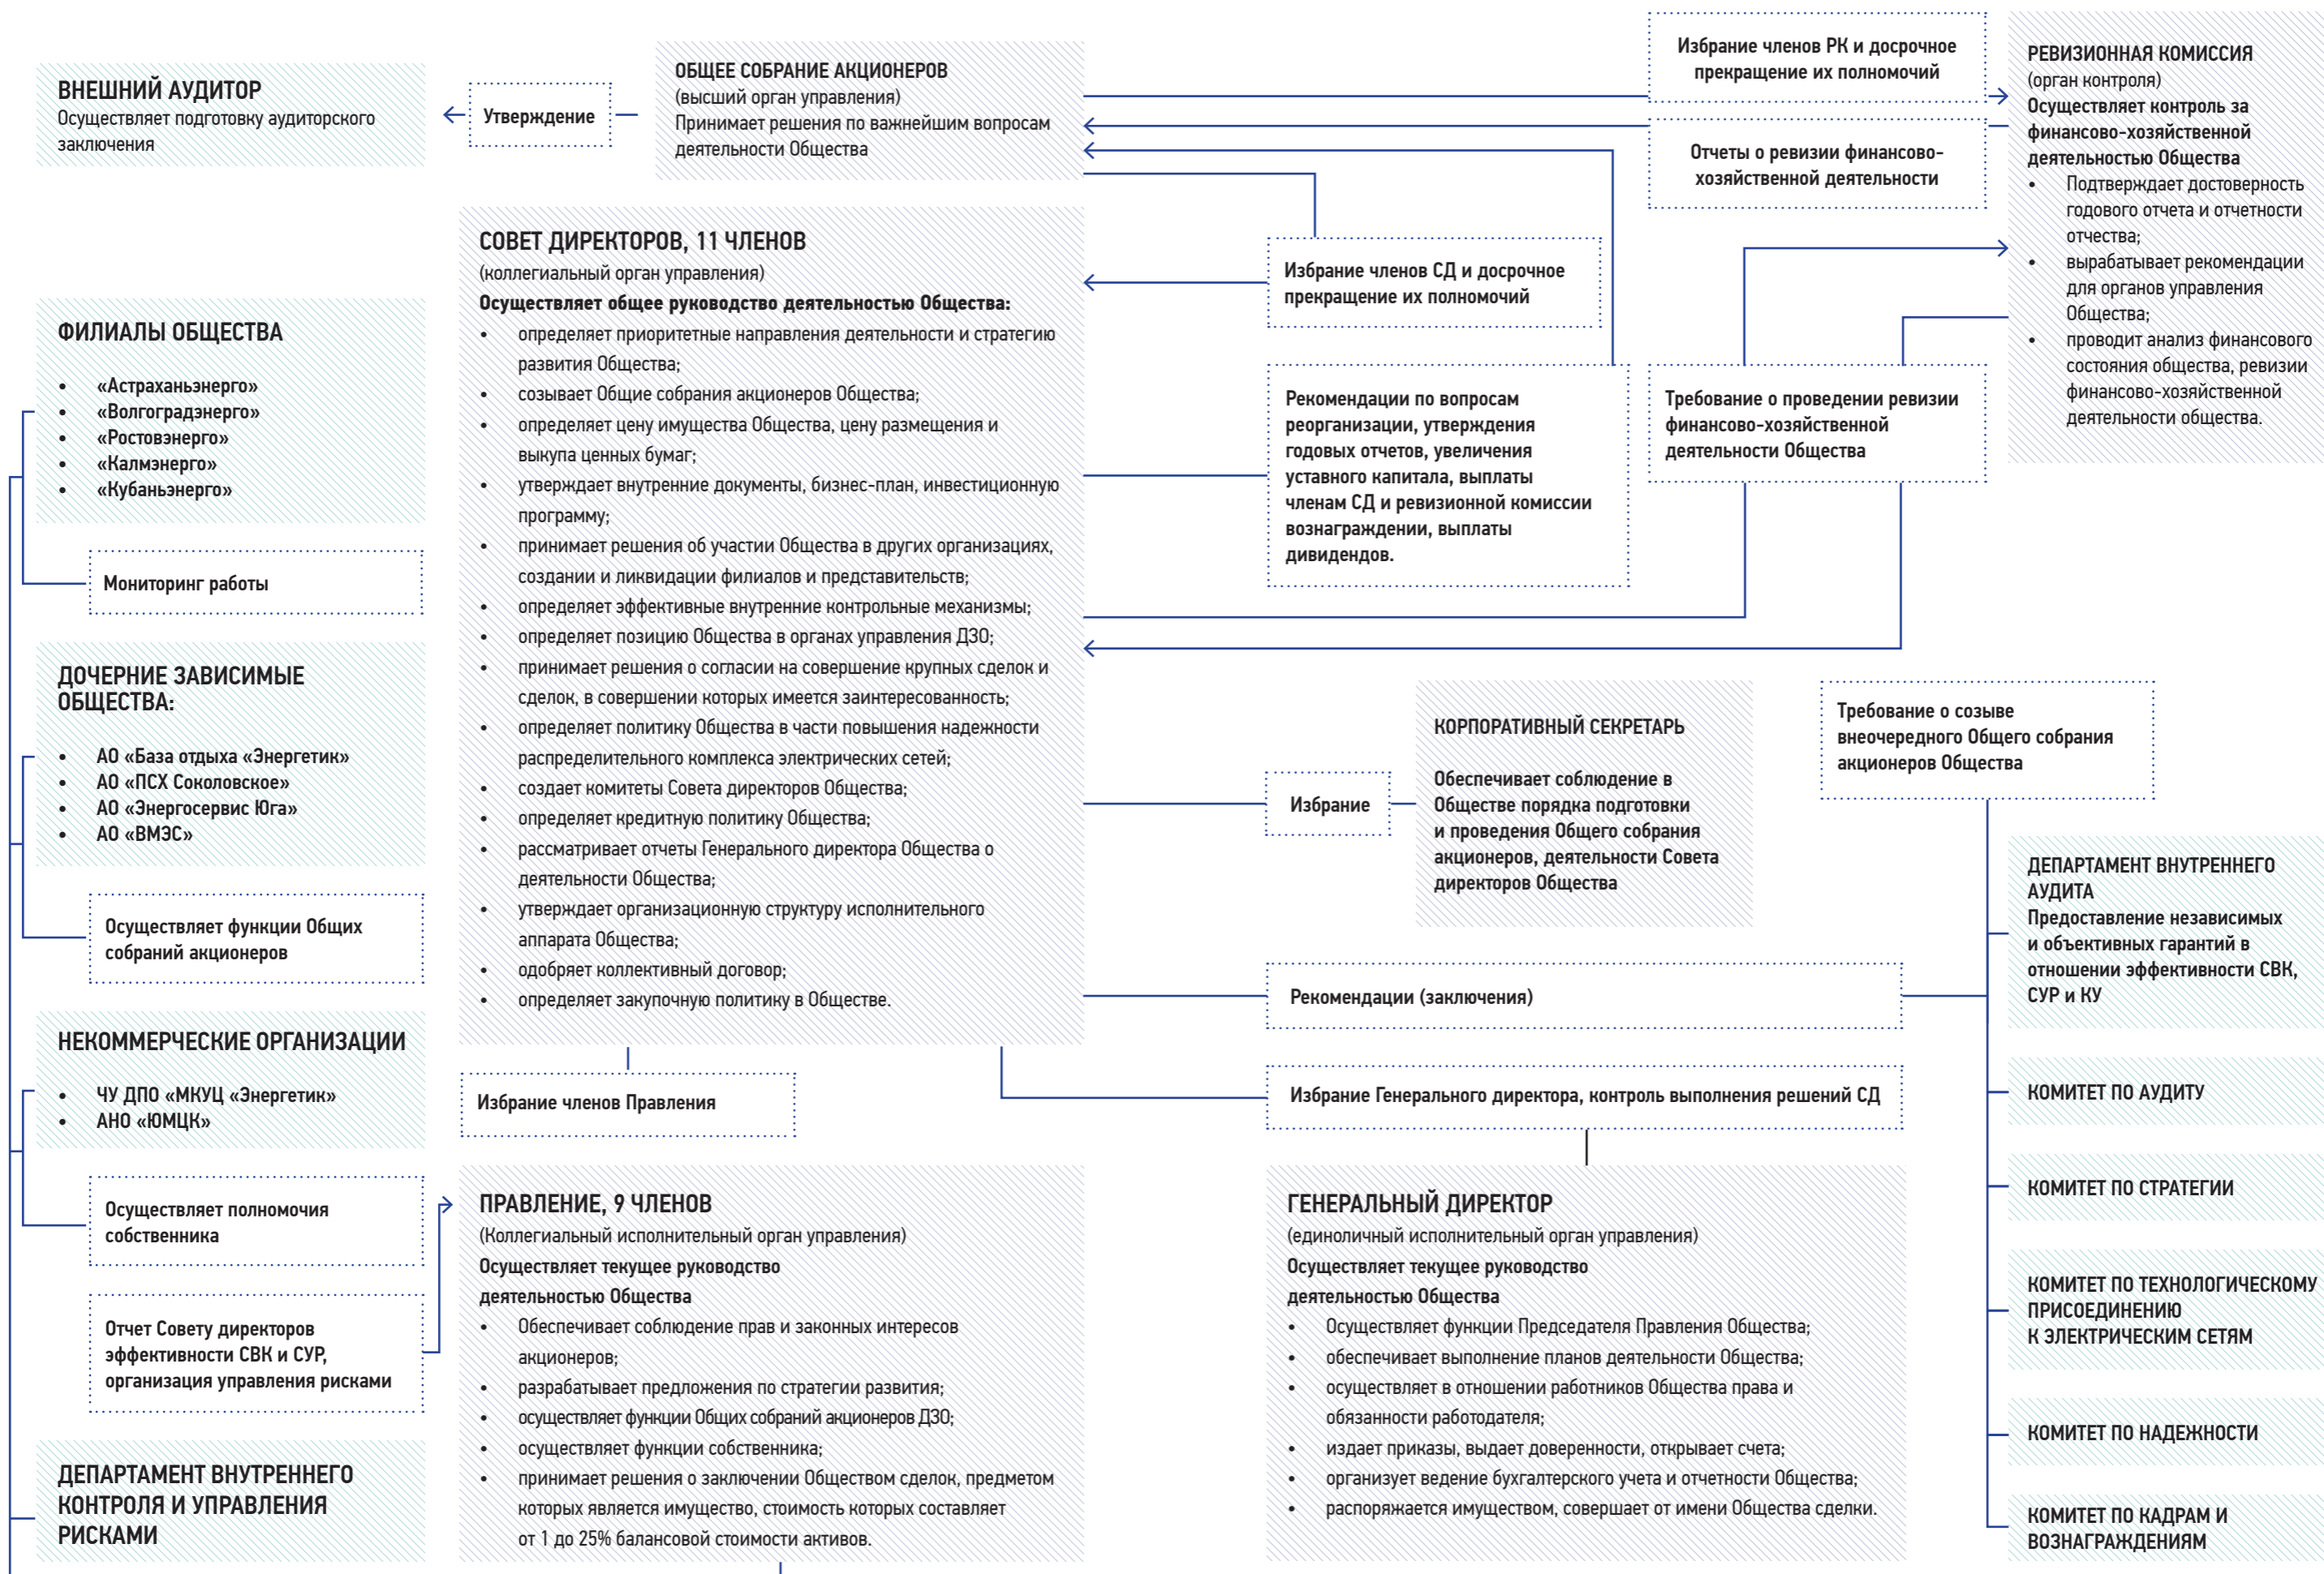 ВНЕШНИЙ АУДИТОР
Осуществляет подготовку аудиторского
заключения
Утверждение
ОБЩЕЕ СОБРАНИЕ АКЦИОНЕРОВ
(высший орган управления)
Принимает решения по важнейшим вопросам
деятельности Общества
Избрание членов РК и досрочное
прекращение их полномочий
Отчеты о ревизии финансово-
хозяйственной деятельности
РЕВИЗИОННАЯ КОМИССИЯ
(орган контроля)
Осуществляет контроль за
финансово-хозяйственной
деятельностью Общества
• Подтверждает достоверность
годового отчета и отчетности
отчества;
• вырабатывает рекомендации
для органов управления
Общества;
• проводит анализ финансового
состояния общества, ревизии
финансово-хозяйственной
деятельности общества.
СОВЕТ ДИРЕКТОРОВ, 11 ЧЛЕНОВ
(коллегиальный орган управления)
Осуществляет общее руководство деятельностью Общества:
• определяет приоритетные направления деятельности и стратегию
развития Общества;
• созывает Общие собрания акционеров Общества;
• определяет цену имущества Общества, цену размещения и
выкупа ценных бумаг;
• утверждает внутренние документы, бизнес-план, инвестиционную
программу;
• принимает решения об участии Общества в других организациях,
создании и ликвидации филиалов и представительств;
• определяет эффективные внутренние контрольные механизмы;
• определяет позицию Общества в органах управления ДЗО;
• принимает решения о согласии на совершение крупных сделок и
сделок, в совершении которых имеется заинтересованность;
• определяет политику Общества в части повышения надежности
распределительного комплекса электрических сетей;
• создает комитеты Совета директоров Общества;
• определяет кредитную политику Общества;
• рассматривает отчеты Генерального директора Общества о
деятельности Общества;
• утверждает организационную структуру исполнительного
аппарата Общества;
• одобряет коллективный договор;
• определяет закупочную политику в Обществе.
Избрание членов СД и досрочное
прекращение их полномочий
Рекомендации по вопросам
реорганизации, утверждения
годовых отчетов, увеличения
уставного капитала, выплаты
членам СД и ревизионной комиссии
вознаграждении, выплаты
дивидендов.
Требование о проведении ревизии
финансово-хозяйственной
деятельности Общества
ФИЛИАЛЫ ОБЩЕСТВА
• «Астраханьэнерго»
• «Волгоградэнерго»
• «Ростовэнерго»
• «Калмэнерго»
• «Кубаньэнерго»
Мониторинг работы
ДОЧЕРНИЕ ЗАВИСИМЫЕ
ОБЩЕСТВА:
• АО «База отдыха «Энергетик»
• АО «ПСХ Соколовское»
• АО «Энергосервис Юга»
• АО «ВМЭС»
Осуществляет функции Общих
собраний акционеров
НЕКОММЕРЧЕСКИЕ ОРГАНИЗАЦИИ
• ЧУ ДПО «МКУЦ «Энергетик»
• АНО «ЮМЦК»
Осуществляет полномочия
собственника
Отчет Совету директоров
эффективности СВК и СУР,
организация управления рисками
ДЕПАРТАМЕНТ ВНУТРЕННЕГО
КОНТРОЛЯ И УПРАВЛЕНИЯ
РИСКАМИ
Избрание
КОРПОРАТИВНЫЙ СЕКРЕТАРЬ
Обеспечивает соблюдение в
Обществе порядка подготовки
и проведения Общего собрания
акционеров, деятельности Совета
директоров Общества
Требование о созыве
внеочередного Общего собрания
акционеров Общества
Рекомендации (заключения)
Избрание Генерального директора, контроль выполнения решений СД
Избрание членов Правления
ПРАВЛЕНИЕ, 9 ЧЛЕНОВ
(Коллегиальный исполнительный орган управления)
Осуществляет текущее руководство
деятельностью Общества
• Обеспечивает соблюдение прав и законных интересов
акционеров;
• разрабатывает предложения по стратегии развития;
• осуществляет функции Общих собраний акционеров ДЗО;
• осуществляет функции собственника;
• принимает решения о заключении Обществом сделок, предметом
которых является имущество, стоимость которых составляет
от 1 до 25% балансовой стоимости активов.
ГЕНЕРАЛЬНЫЙ ДИРЕКТОР
(единоличный исполнительный орган управления)
Осуществляет текущее руководство
деятельностью Общества
• Осуществляет функции Председателя Правления Общества;
• обеспечивает выполнение планов деятельности Общества;
• осуществляет в отношении работников Общества права и
обязанности работодателя;
• издает приказы, выдает доверенности, открывает счета;
• организует ведение бухгалтерского учета и отчетности Общества;
• распоряжается имуществом, совершает от имени Общества сделки.
ДЕПАРТАМЕНТ ВНУТРЕННЕГО
АУДИТА
Предоставление независимых
и объективных гарантий в
отношении эффективности СВК,
СУР и КУ
КОМИТЕТ ПО АУДИТУ
КОМИТЕТ ПО СТРАТЕГИИ
КОМИТЕТ ПО ТЕХНОЛОГИЧЕСКОМУ
ПРИСОЕДИНЕНИЮ
К ЭЛЕКТРИЧЕСКИМ СЕТЯМ
КОМИТЕТ ПО НАДЕЖНОСТИ
КОМИТЕТ ПО КАДРАМ И
ВОЗНАГРАЖДЕНИЯМ